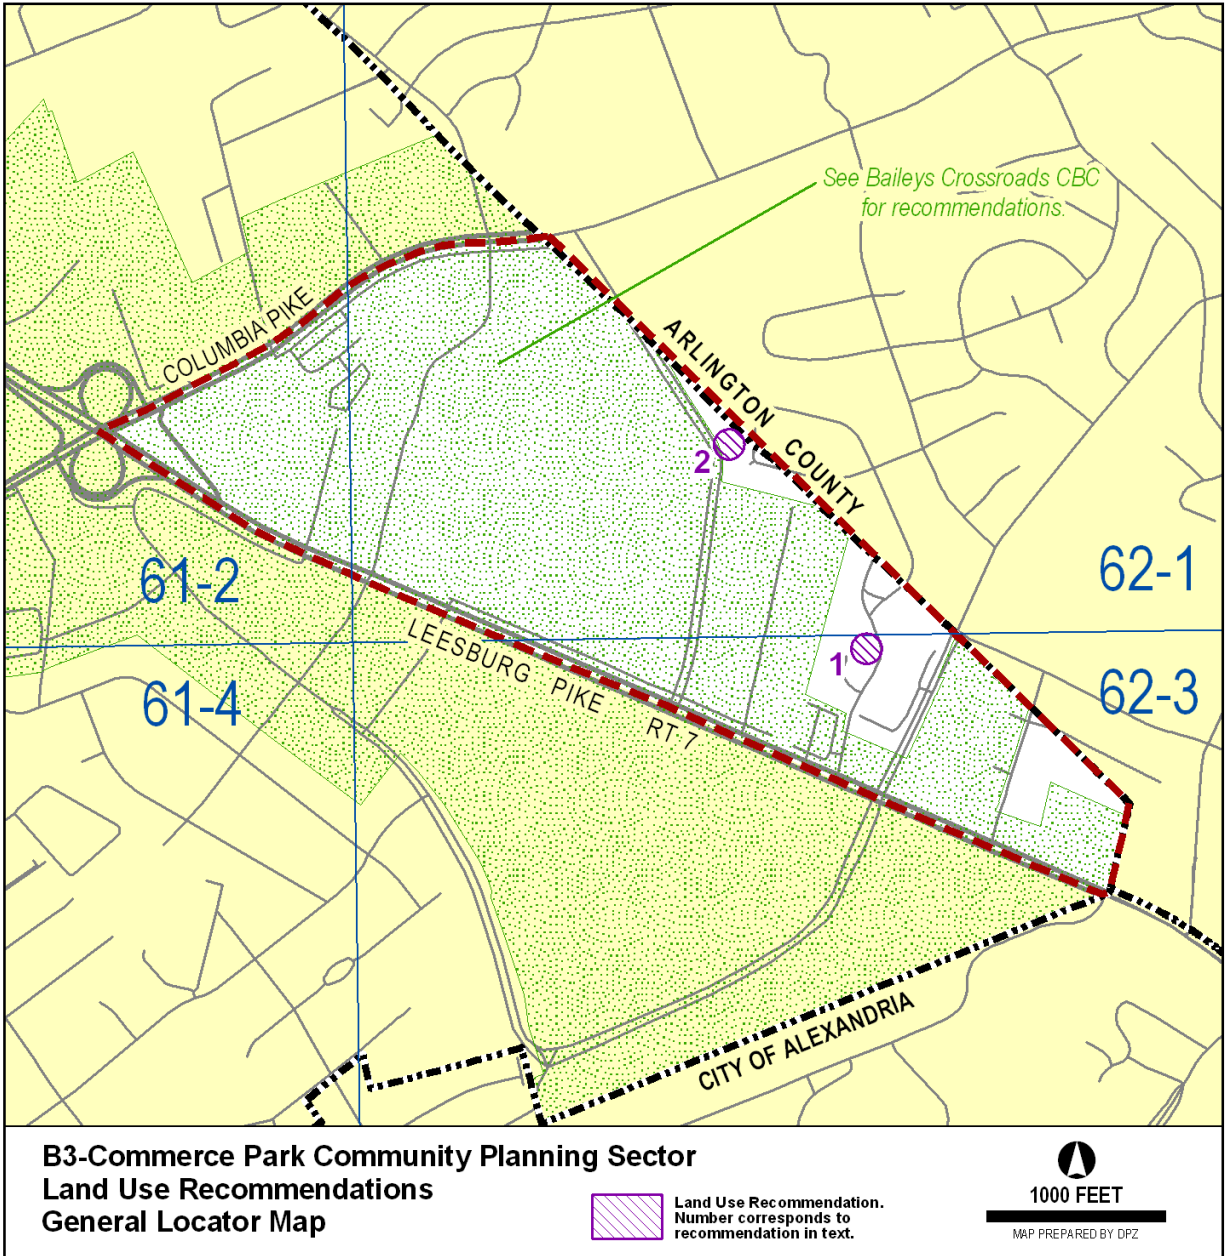 See Baileys Crossroads CBC
for recommendations.
COLUMBIA PIKE
ARLINGTON COUNTY
2
61-2
62-1
1
LEESBURG PIKE RT 7
61-4
62-3
CITY OF ALEXANDRIA
B3-Commerce Park Community Planning Sector
Land Use Recommendations
General Locator Map
Land Use Recommendation.
Number corresponds to
recommendation in text.
1000 FEET
MAP PREPARED BY DPZ